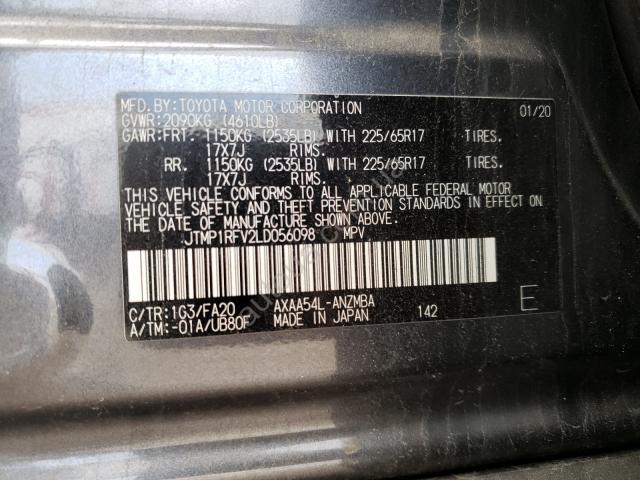 MFD.BY:TOYOTA MOTOR CORPORATION 01/20
GVWR:2090KG (4610LB)
GAWR:FRT. 1150KG (2535LB) WITH 225/65R17 TIRES.
17X7J RIMS.
RR. 1150KG (2535LB) WITH 225/65R17 TIRES.
17X7J RIMS.
THIS VEHICLE CONFORMS TO ALL APPLICABLE FEDERAL MOTOR
VEHICLE SAFETY AND THEFT PREVENTION STANDARDS IN EFFECT ON
THE DATE OF MANUFACTURE SHOWN ABOVE.
JTMP1RFV2LD056098 MPV
C/TR:1G3/FA20 AXAA54L-ANZMBA
A/TM:-01A/UB80F MADE IN JAPAN 142 E